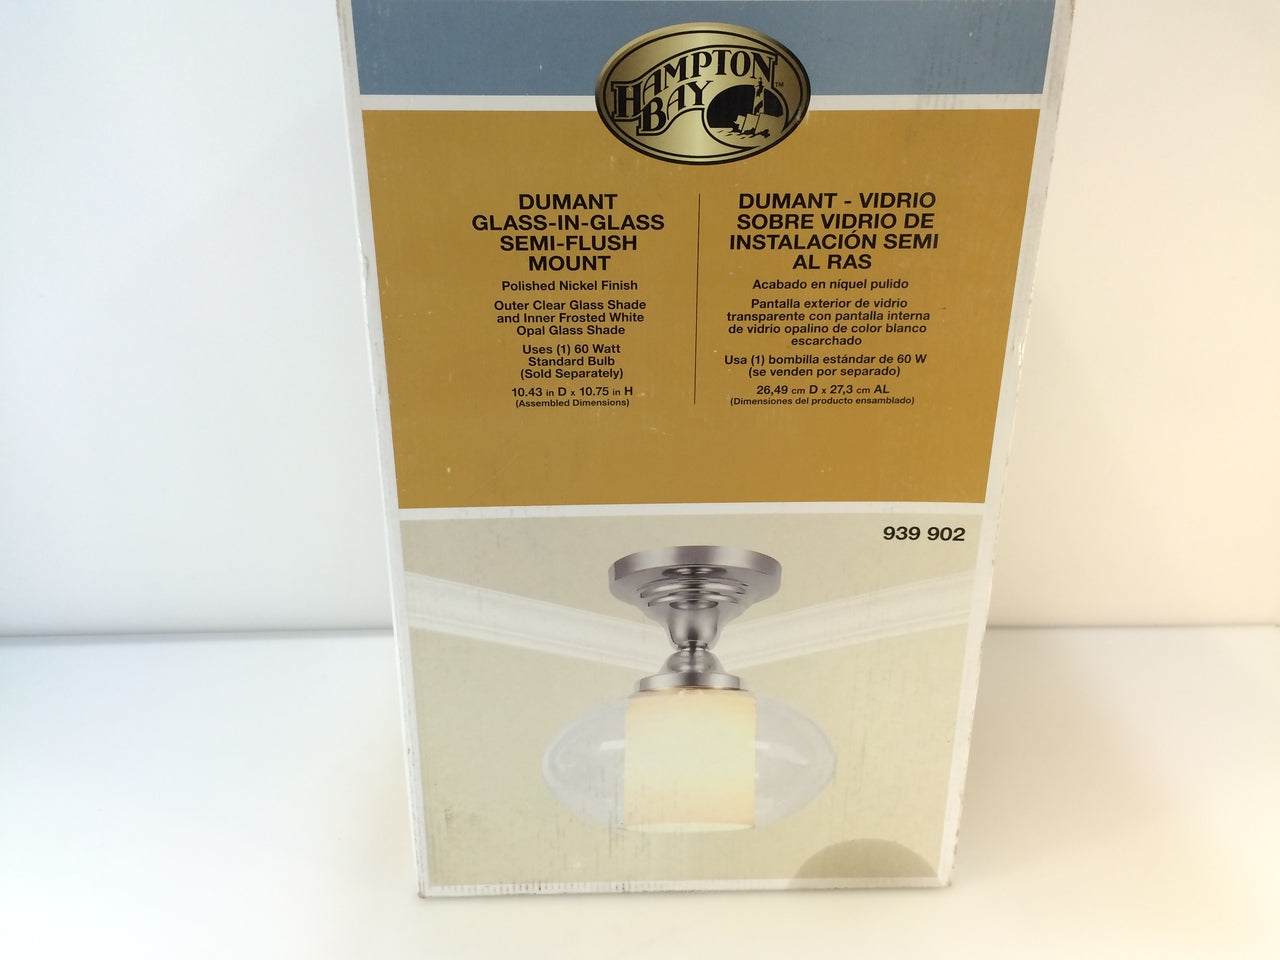 HAMPTON
BAY™
DUMANT
GLASS-IN-GLASS
SEMI-FLUSH
MOUNT
Polished Nickel Finish
Outer Clear Glass Shade
and Inner Frosted White
Opal Glass Shade
Uses (1) 60 Watt
Standard Bulb
(Sold Separately)
10.43 in D x 10.75 in H
(Assembled Dimensions)
DUMANT - VIDRIO
SOBRE VIDRIO DE
INSTALACIÓN SEMI
AL RAS
Acabado en níquel pulido
Pantalla exterior de vidrio
transparente con pantalla interna
de vidrio opalino de color blanco
escarchado
Usa (1) bombilla estándar de 60 W
(se venden por separado)
26,49 cm D x 27,3 cm AL
(Dimensiones del producto ensamblado)
939 902